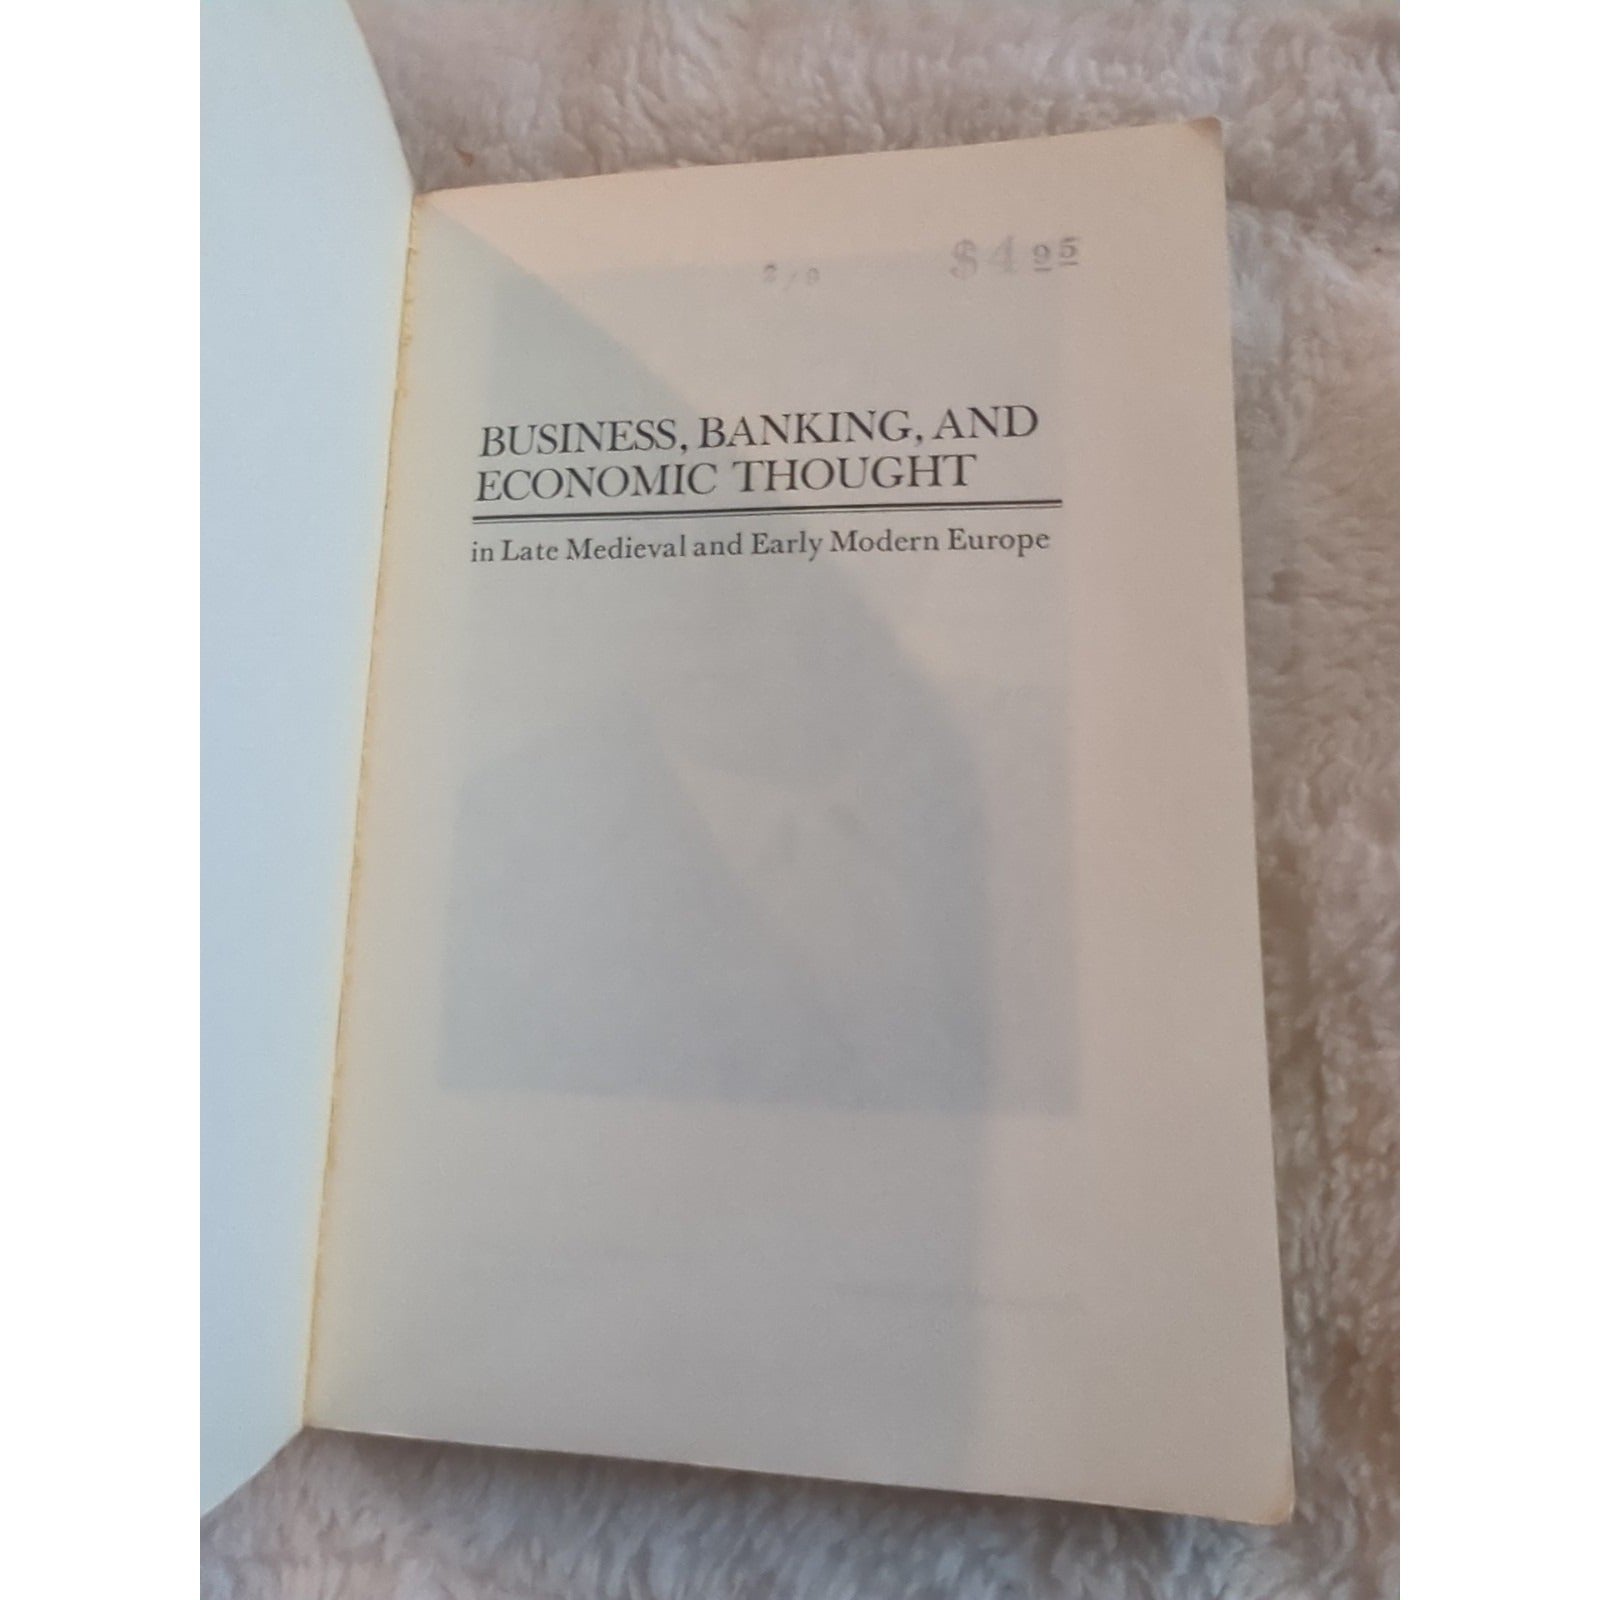 $4 95
BUSINESS, BANKING, AND
ECONOMIC THOUGHT
in Late Medieval and Early Modern Europe